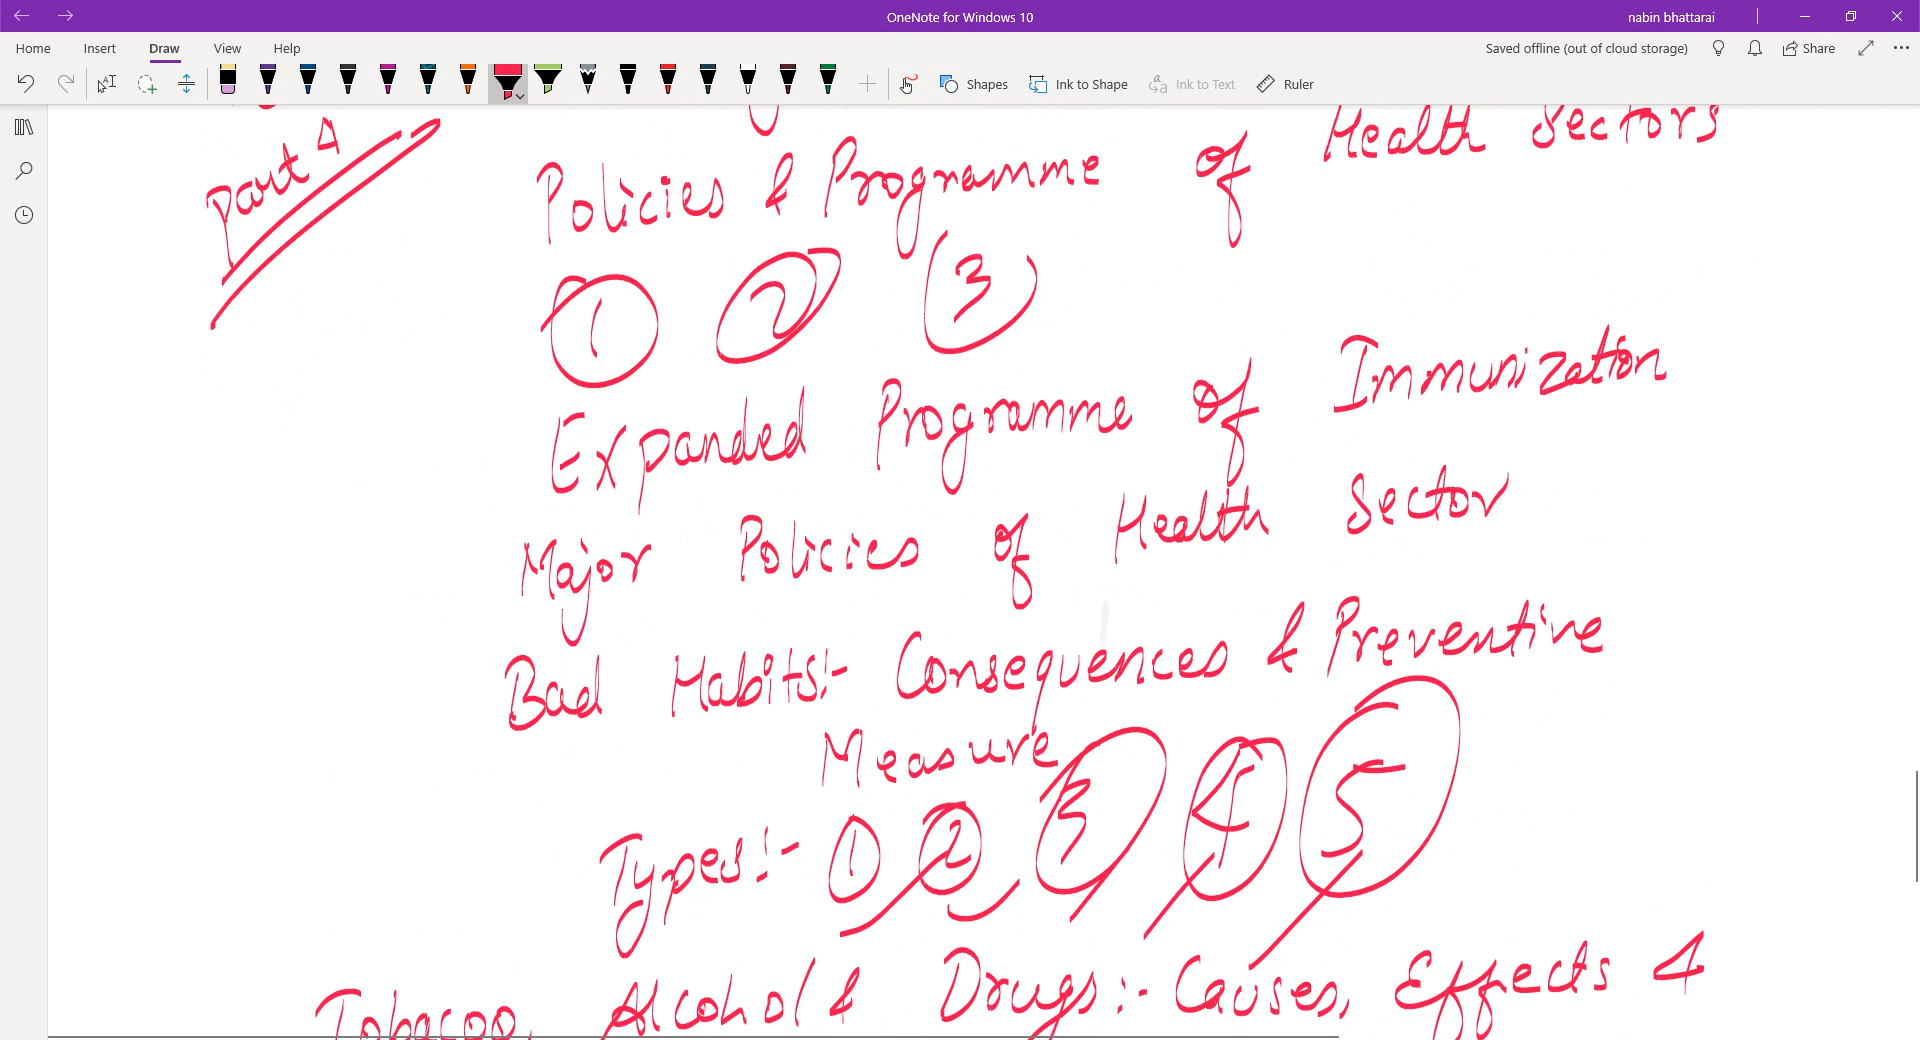 OneNote for Windows 10
nabin bhattarai
Home Insert Draw View Help
Saved offline (out of cloud storage)
Share
Shapes
Ink to Shape
Ink to Text
Ruler
Part 4
Health Sectors
Policies & Programme of
1 2 3
Expanded Programme of Immunization
Major Policies of Health Sector
Bad Habits:- Consequences & Preventive
Measure
Types:- 1 2 3 4 5
Tobacoo, Alcohol & Drugs:- Causes, Effects &